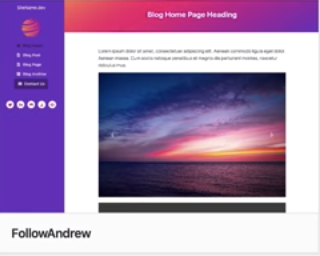 SiteName.dev
Blog Home
Blog Post
Blog Page
Blog Archive
Contact Us
Blog Home Page Heading
Lorem ipsum dolor sit amet, consectetuer adipiscing elit. Aenean commodo ligula eget dolor
Aenean massa. Cum sociis natoque penatibus et magnis dis parturient montes, nascetur
ridiculus mus.
FollowAndrew